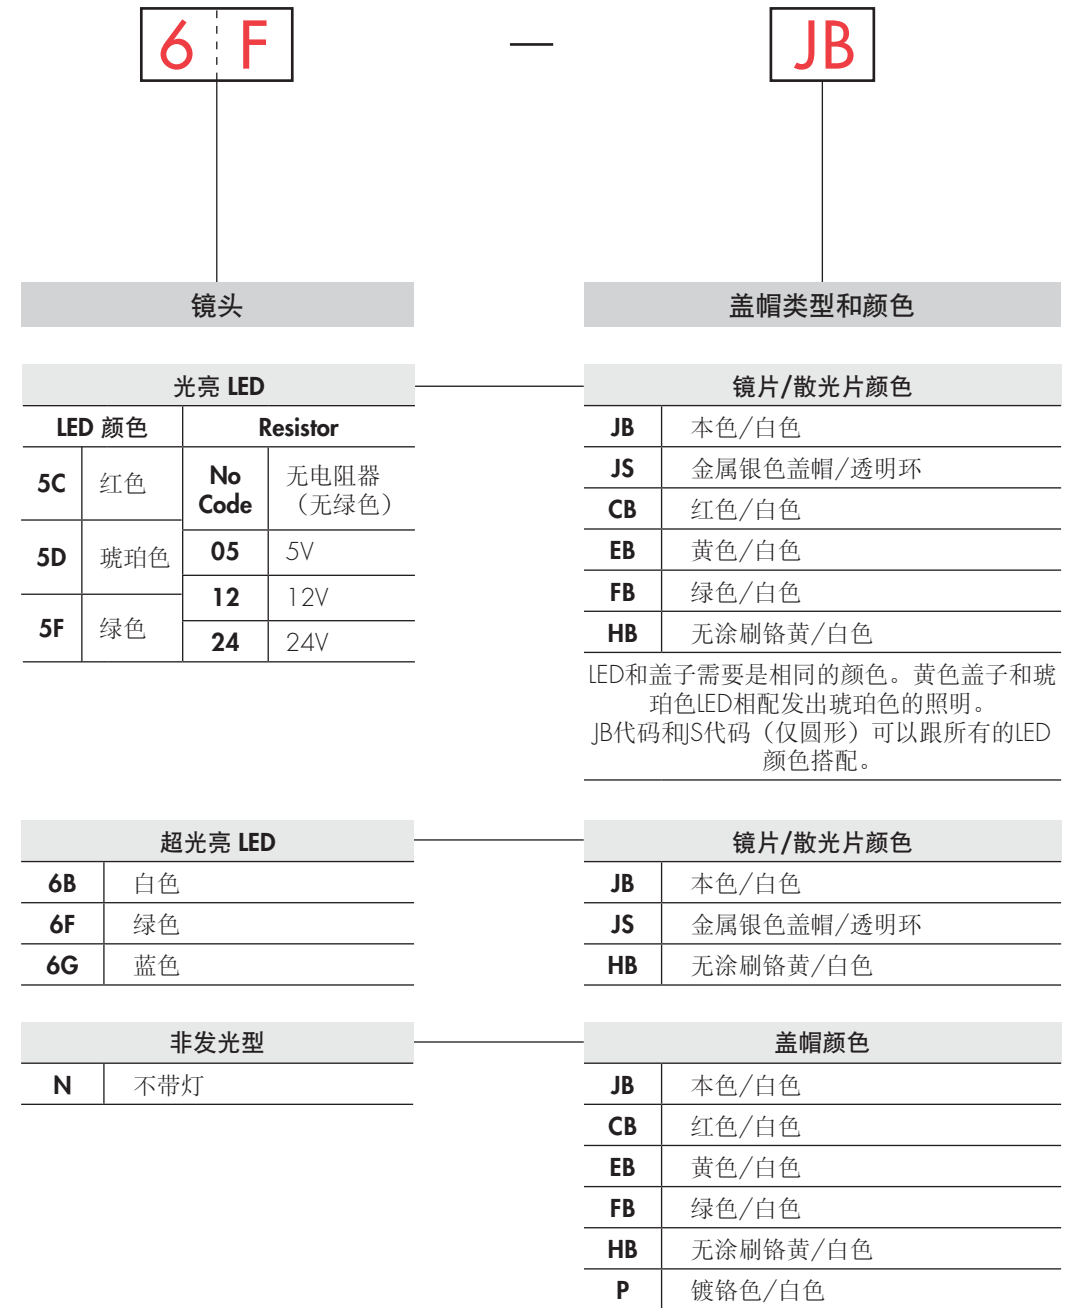 6 F — JB
镜头
盖帽类型和颜色
光亮 LED
LED 颜色 Resistor
5C 红色
5D 琥珀色
5F 绿色
No Code 无电阻器（无绿色）
05 5V
12 12V
24 24V
镜片/散光片颜色
JB 本色/白色
JS 金属银色盖帽/透明环
CB 红色/白色
EB 黄色/白色
FB 绿色/白色
HB 无涂刷铬黄/白色
LED和盖子需要是相同的颜色。黄色盖子和琥
珀色LED相配发出琥珀色的照明。
JB代码和JS代码（仅圆形）可以跟所有的LED
颜色搭配。
超光亮 LED
6B 白色
6F 绿色
6G 蓝色
镜片/散光片颜色
JB 本色/白色
JS 金属银色盖帽/透明环
HB 无涂刷铬黄/白色
非发光型
N 不带灯
盖帽颜色
JB 本色/白色
CB 红色/白色
EB 黄色/白色
FB 绿色/白色
HB 无涂刷铬黄/白色
P 镀铬色/白色